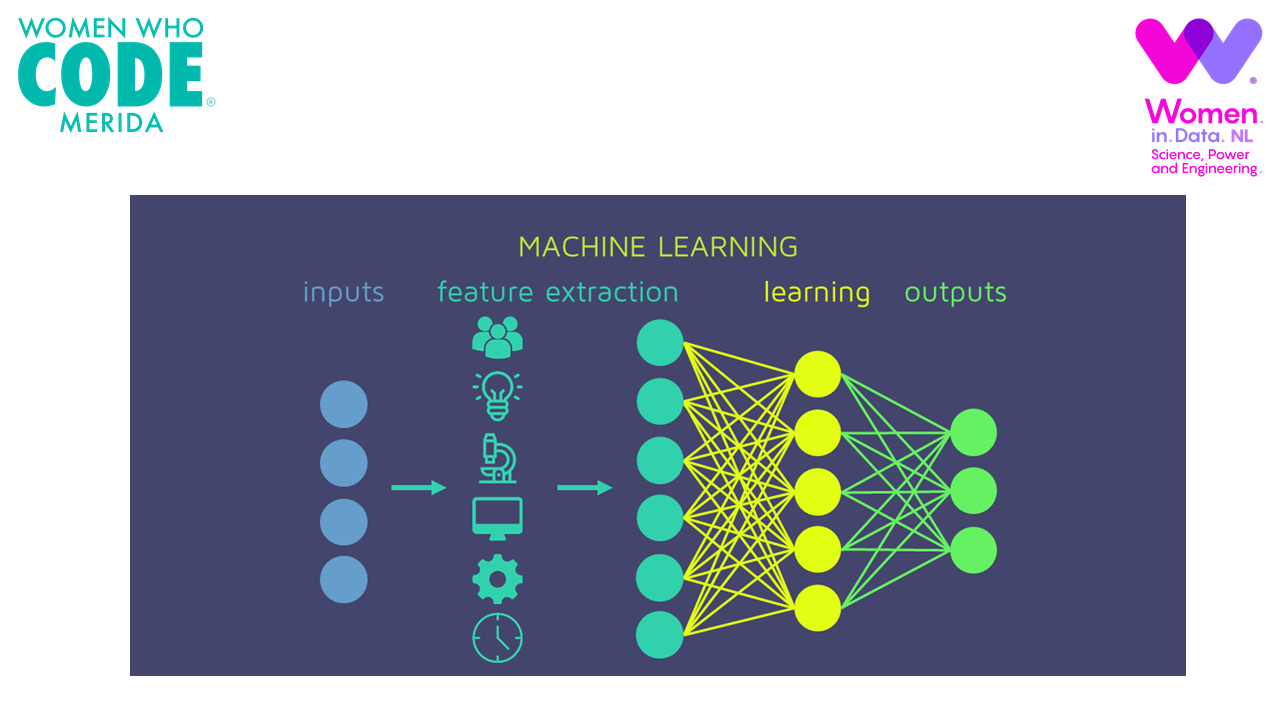 WOMEN WHO
CODE
®
MERIDA
Women.
in.Data. NL
Science, Power
and Engineering.
MACHINE LEARNING
inputs feature extraction learning outputs